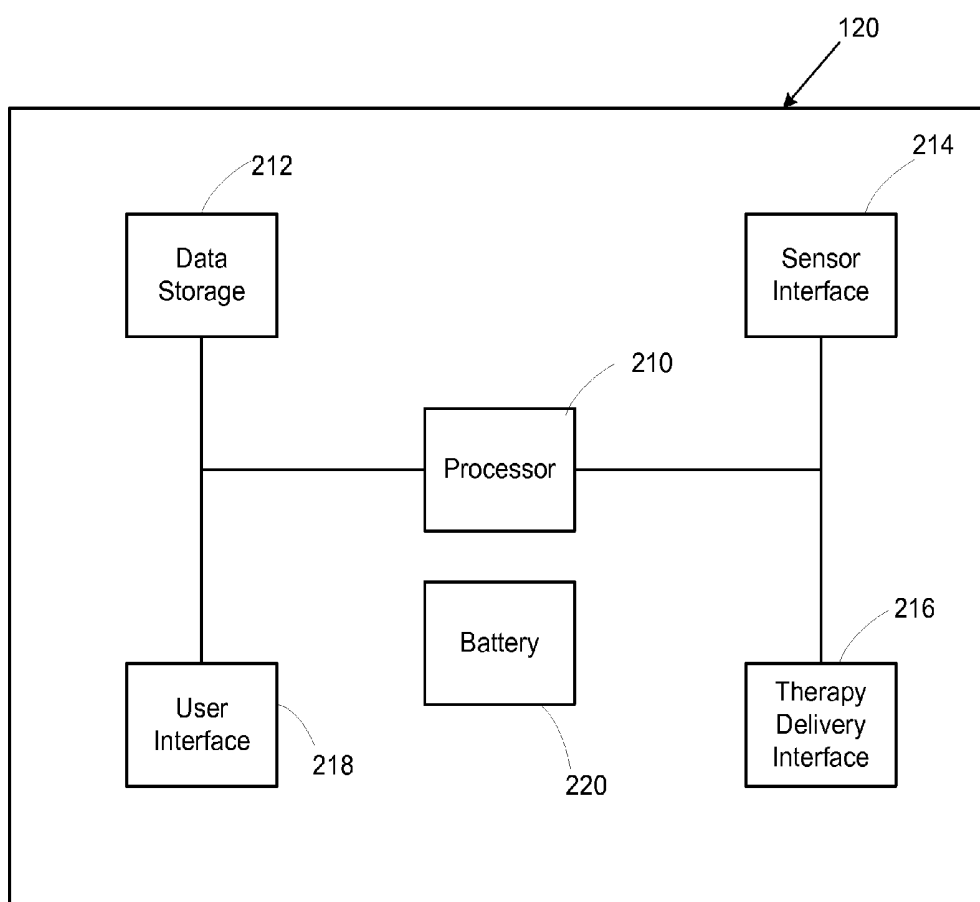 120
212
214
Data
Storage
Sensor
Interface
210
Processor
216
Battery
User
Interface
Therapy
Delivery
Interface
218
220